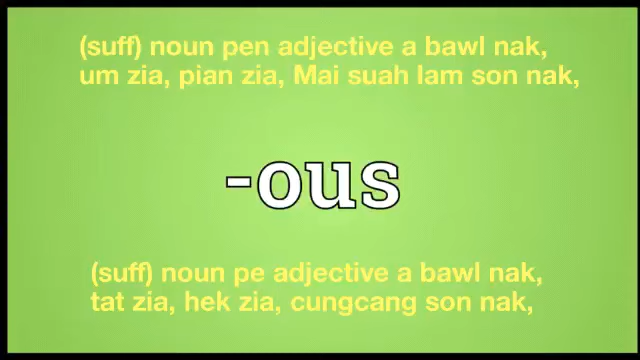 (suff) noun pen adjective a bawl nak,
um zia, pian zia, Mai suah lam son nak,
-ous
(suff) noun pe adjective a bawl nak,
tat zia, hek zia, cungcang son nak,